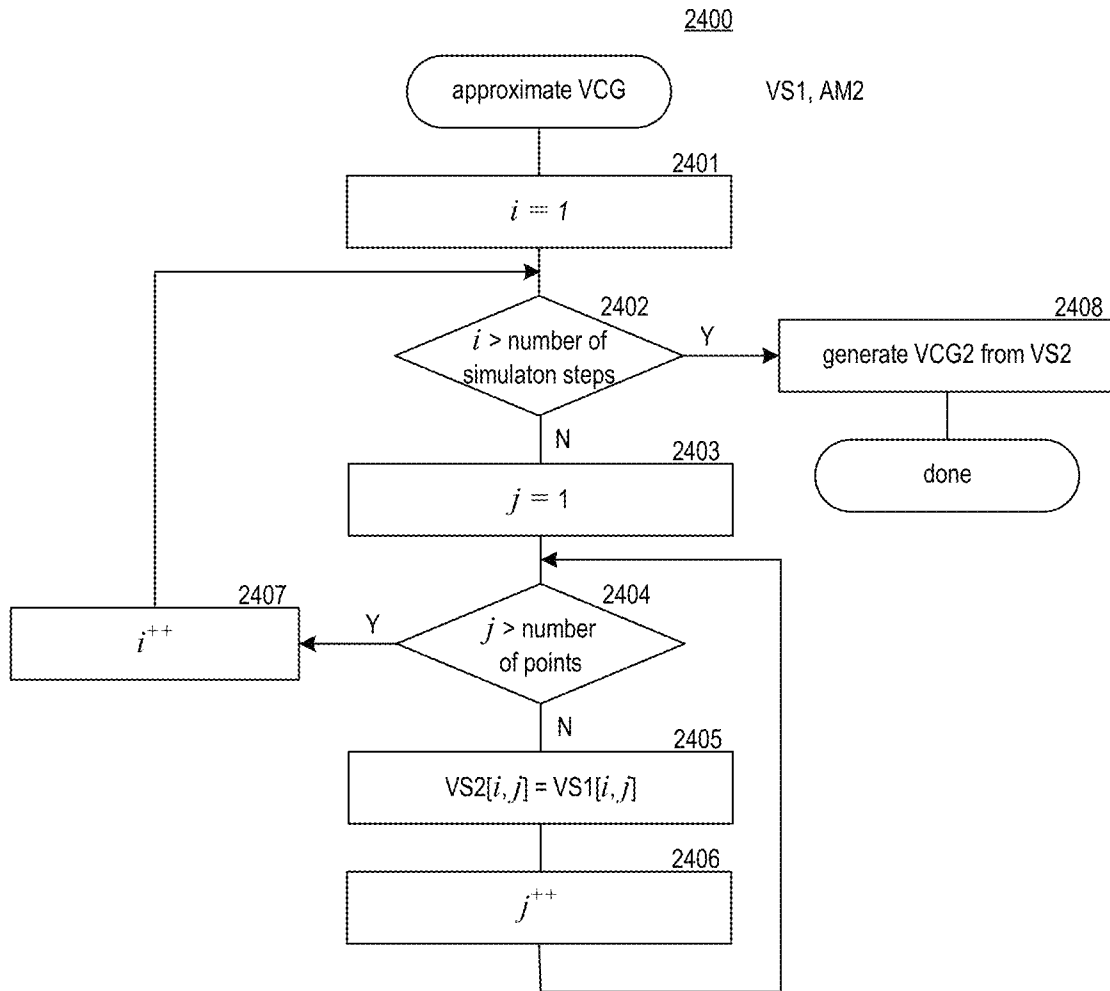 2400
approximate VCG
VS1, AM2
2401
i = 1
2402
i > number of
simulaton steps
Y
2408
generate VCG2 from VS2
N
done
2403
j = 1
2407
i++
2404
j > number
of points
Y
N
2405
VS2[i, j] = VS1[i, j]
2406
j++